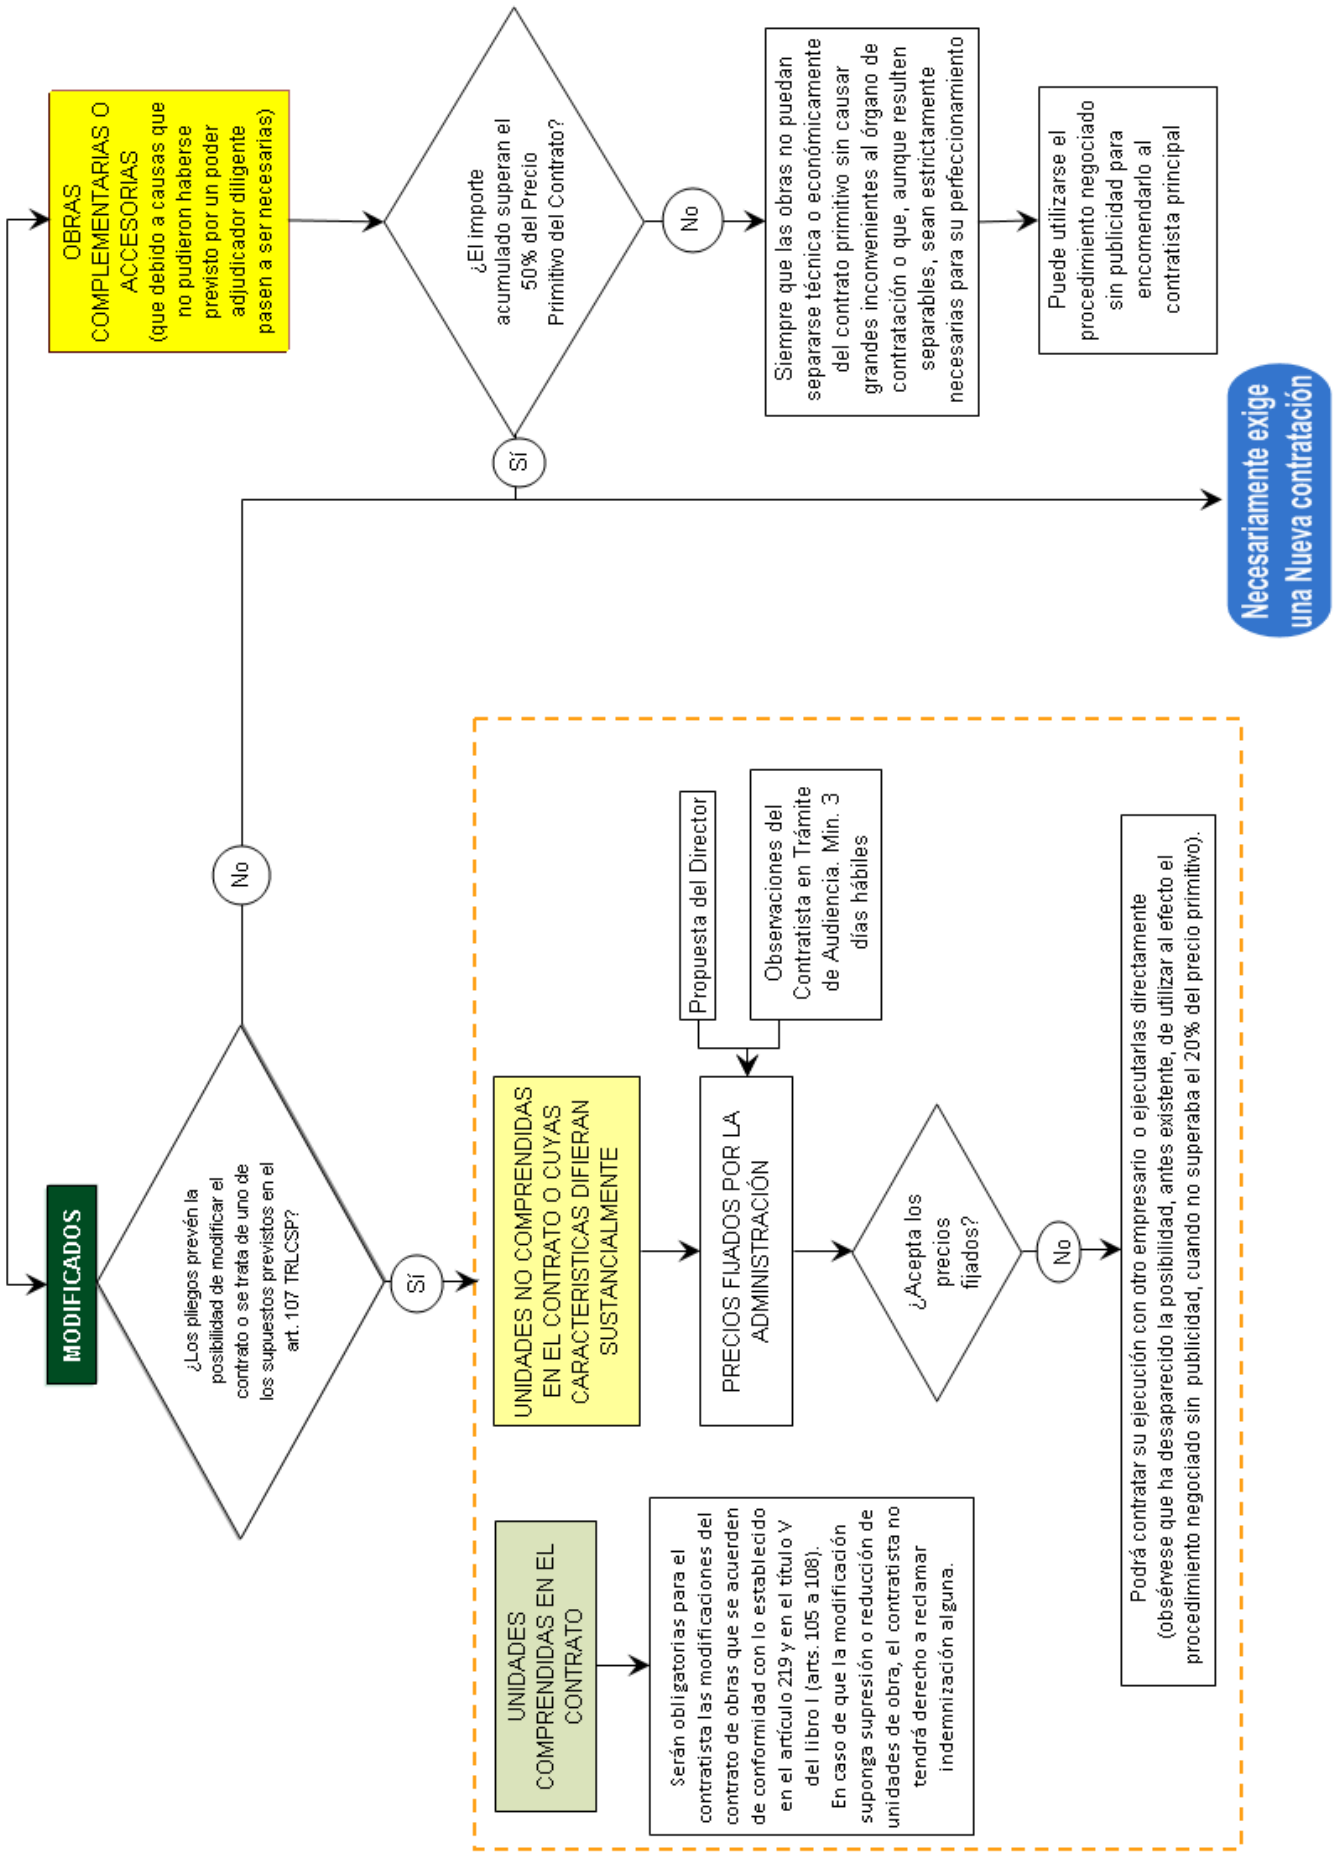 MODIFICADOS
¿Los pliegos prevén la
posibilidad de modificar el
contrato o se trata de uno de
los supuestos previstos en el
art. 107 TRLCSP?
No
Sí
UNIDADES
COMPRENDIDAS EN EL
CONTRATO
Serán obligatorias para el
contratista las modificaciones del
contrato de obras que se acuerden
de conformidad con lo establecido
en el artículo 219 y en el título V
del libro I (arts. 105 a 108).
En caso de que la modificación
suponga supresión o reducción de
unidades de obra, el contratista no
tendrá derecho a reclamar
indemnización alguna.
UNIDADES NO COMPRENDIDAS
EN EL CONTRATO O CUYAS
CARACTERISTICAS DIFIERAN
SUSTANCIALMENTE
PRECIOS FIJADOS POR LA
ADMINISTRACIÓN
Propuesta del Director
Observaciones del
Contratista en Trámite
de Audiencia. Min. 3
días hábiles
¿Acepta los
precios
fijados?
No
Podrá contratar su ejecución con otro empresario o ejecutarlas directamente
(obsérvese que ha desaparecido la posibilidad, antes existente, de utilizar al efecto el
procedimiento negociado sin publicidad, cuando no superaba el 20% del precio primitivo).
OBRAS
COMPLEMENTARIAS O
ACCESORIAS
(que debido a causas que
no pudieron haberse
previsto por un poder
adjudicador diligente
pasen a ser necesarias)
¿El importe
acumulado superan el
50% del Precio
Primitivo del Contrato?
Sí
No
Siempre que las obras no puedan
separarse técnica o económicamente
del contrato primitivo sin causar
grandes inconvenientes al órgano de
contratación o que, aunque resulten
separables, sean estrictamente
necesarias para su perfeccionamiento
Puede utilizarse el
procedimiento negociado
sin publicidad para
encomendarlo al
contratista principal
Necesariamente exige
una Nueva contratación